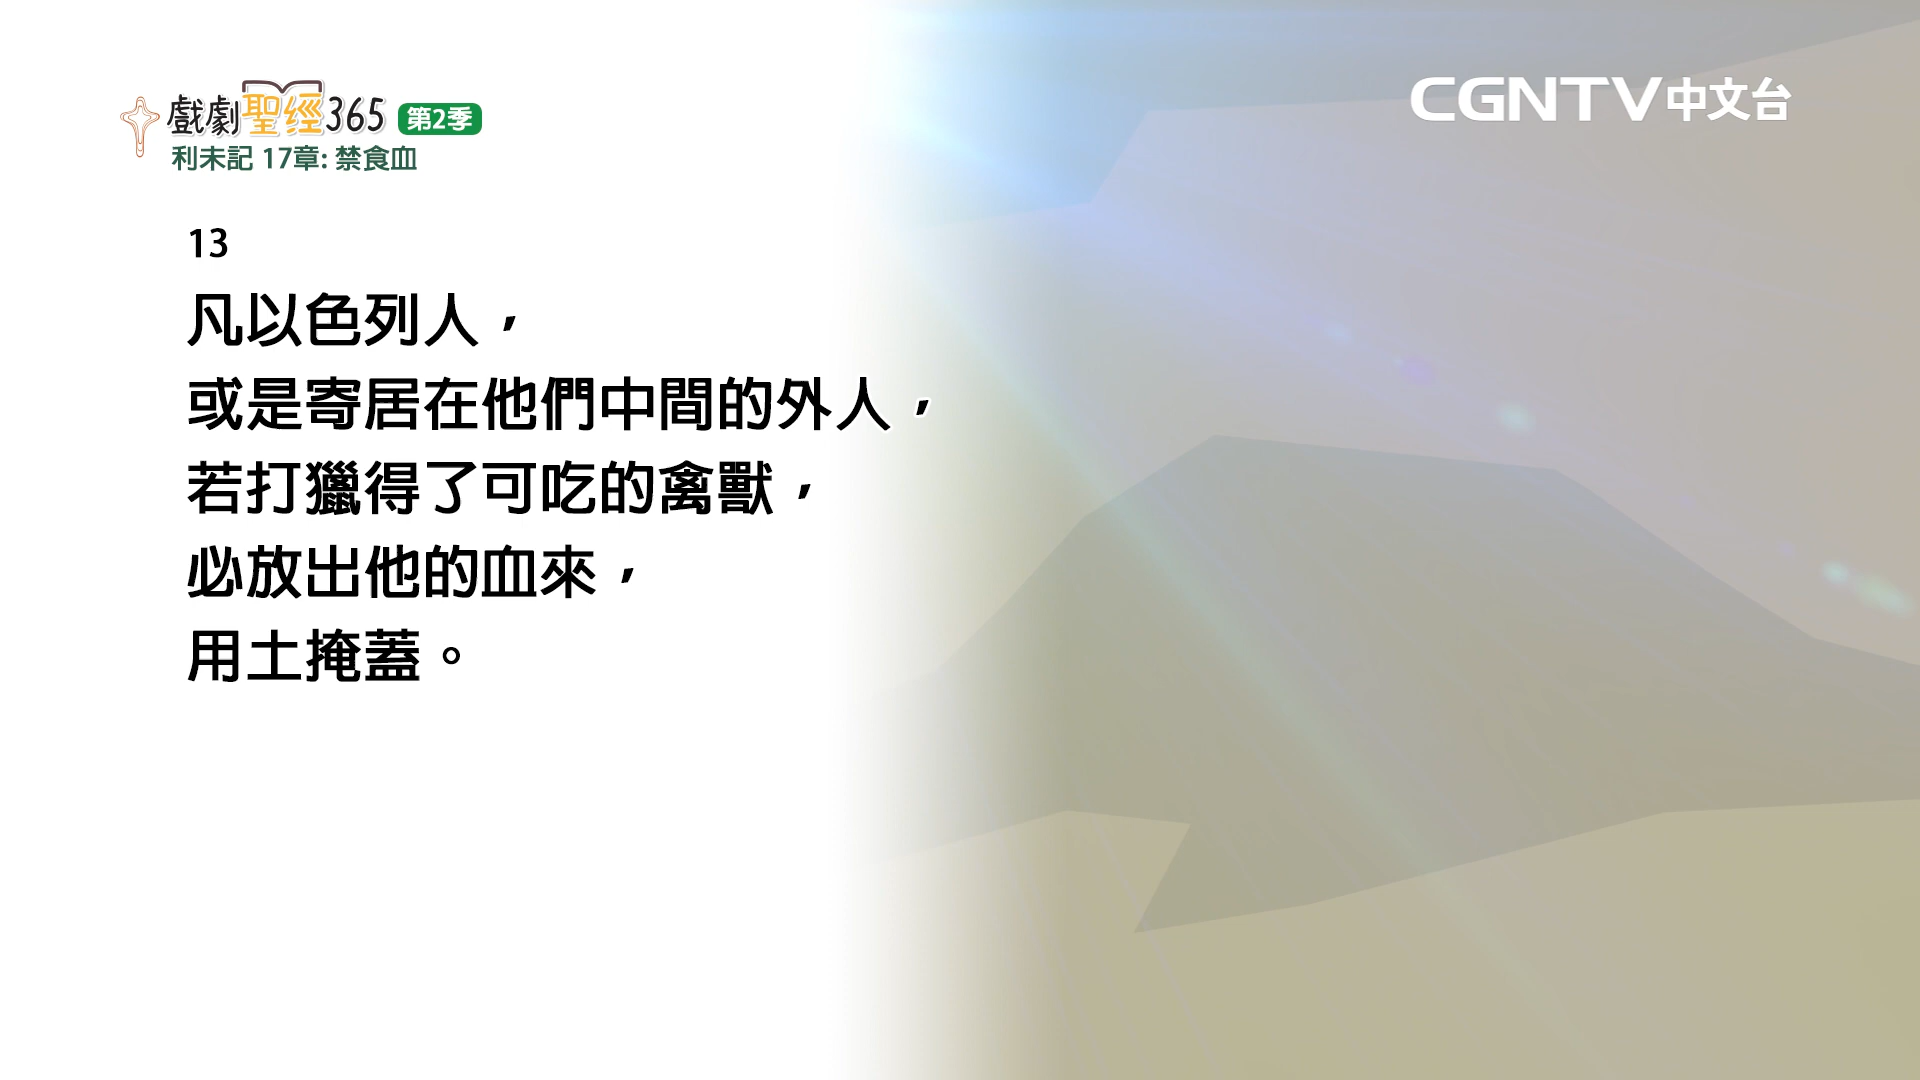 戲劇聖經365 第2季
CGNTV中文台
利未記 17章: 禁食血
13
凡以色列人，
或是寄居在他們中間的外人，
若打獵得了可吃的禽獸，
必放出他的血來，
用土掩蓋。